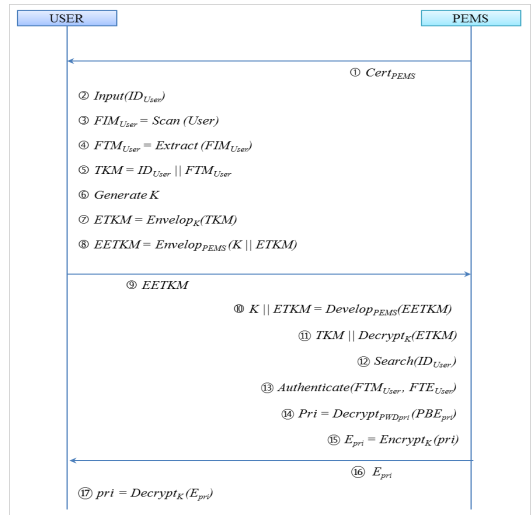 USER
PEMS
① Cert_PEMS
② Input(ID_User)
③ FIM_User = Scan (User)
④ FTM_User = Extract (FIM_User)
⑤ TKM = ID_User || FTM_User
⑥ Generate K
⑦ ETKM = Envelop_K(TKM)
⑧ EETKM = Envelop_PEMS(K || ETKM)
⑨ EETKM
⑩ K || ETKM = Develop_PEMS(EETKM)
⑪ TKM || Decrypt_K(ETKM)
⑫ Search(ID_User)
⑬ Authenticate(FTM_User, FTE_User)
⑭ Pri = Decrypt_PWDpri(PBE_pri)
⑮ E_pri = Encrypt_K(pri)
⑯ E_pri
⑰ pri = Decrypt_K(E_pri)